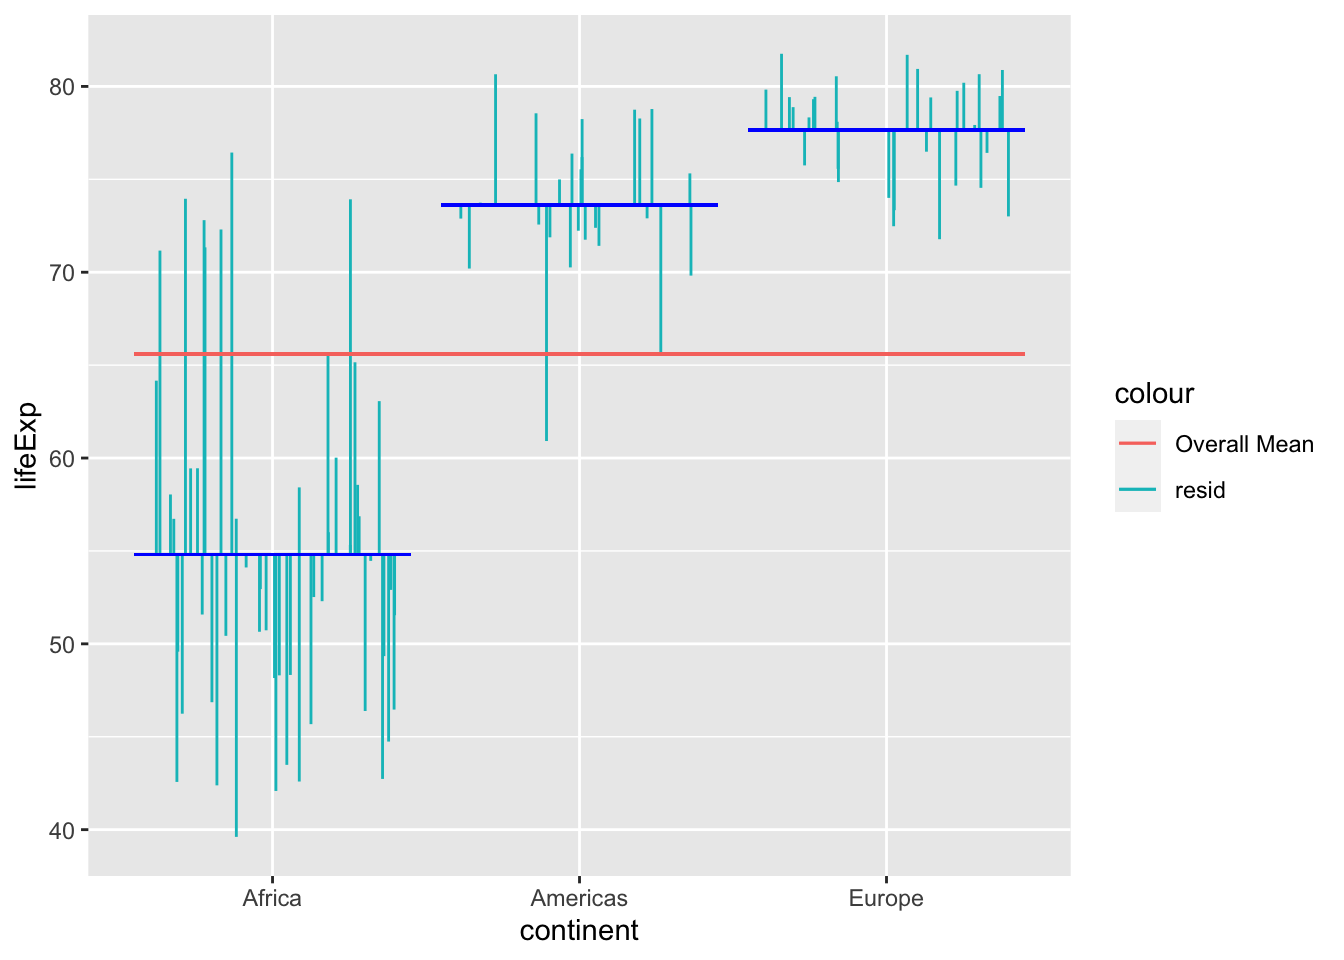 80
70
60
50
40
lifeExp
Africa
Americas
Europe
continent
colour
Overall Mean
resid